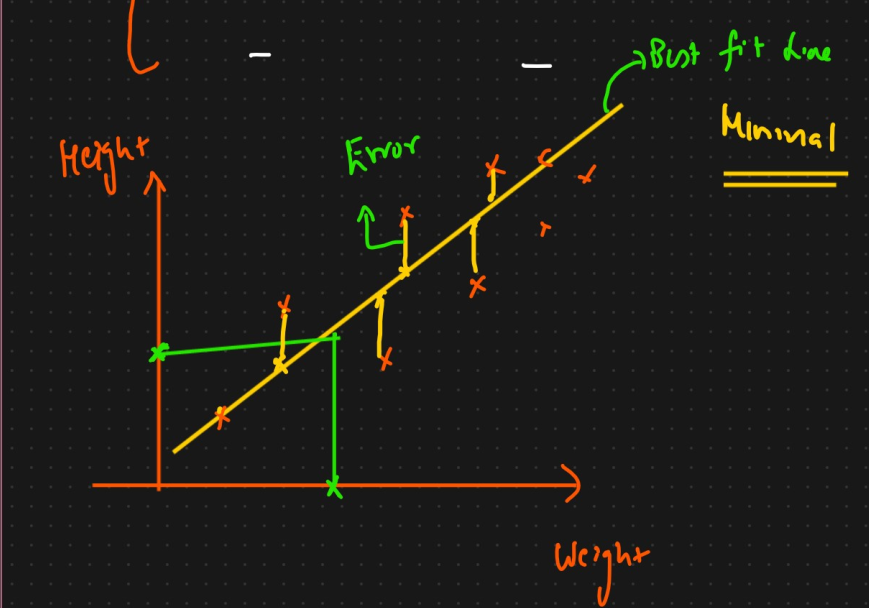 Best fit Line
Minimal
Error
Height
Weight